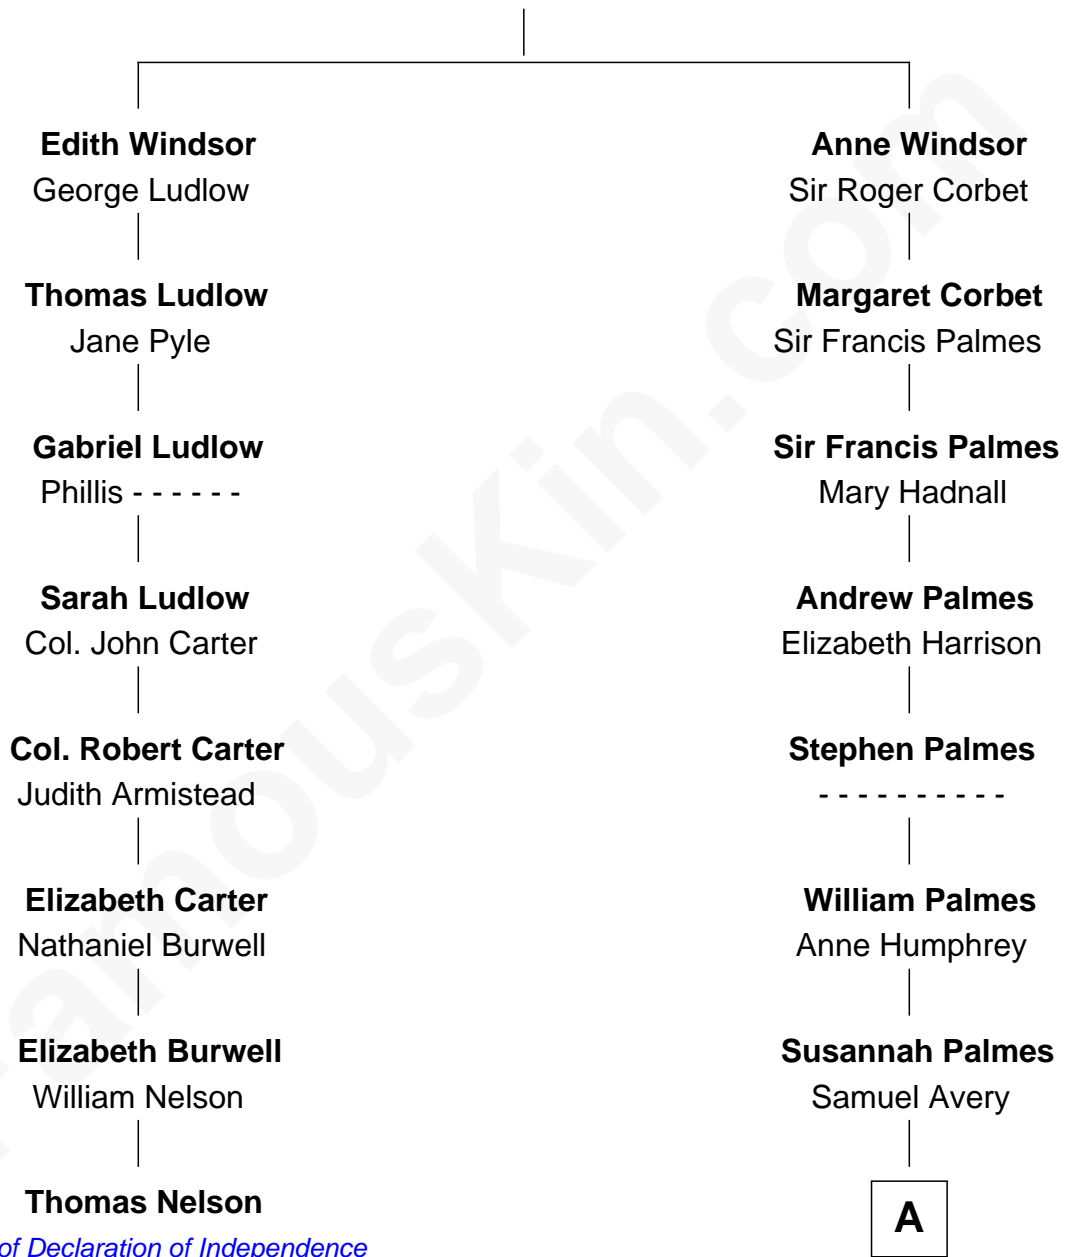 Edith Windsor
George Ludlow
Anne Windsor
Sir Roger Corbet
Thomas Ludlow
Jane Pyle
Margaret Corbet
Sir Francis Palmes
Gabriel Ludlow
Phillis - - - - - -
Sir Francis Palmes
Mary Hadnall
Sarah Ludlow
Col. John Carter
Andrew Palmes
Elizabeth Harrison
Col. Robert Carter
Judith Armistead
Stephen Palmes
- - - - - - - - - -
Elizabeth Carter
Nathaniel Burwell
William Palmes
Anne Humphrey
Elizabeth Burwell
William Nelson
Susannah Palmes
Samuel Avery
Thomas Nelson
of Declaration of Independence
A
FamousKin.com